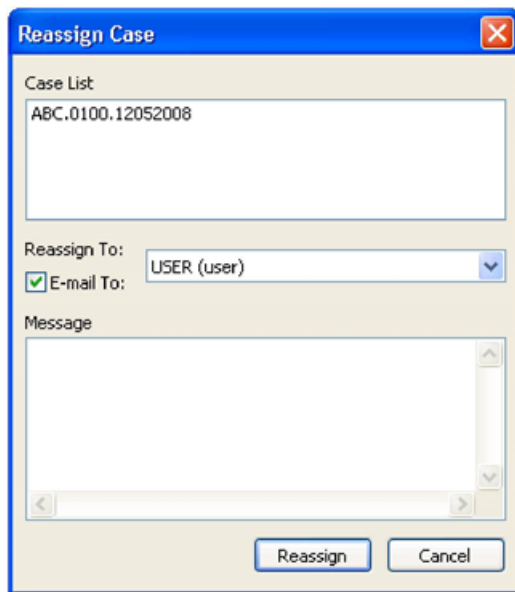 Reassign Case
Case List
ABC.0100.12052008
Reassign To:
USER (user)
E-mail To:
Message
Reassign
Cancel